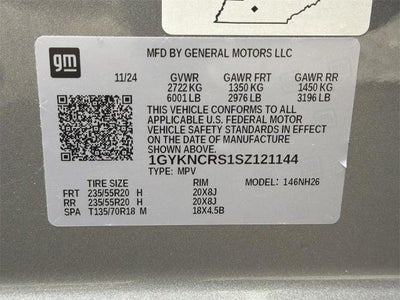 gm
MFD BY GENERAL MOTORS LLC
11/24 GVWR GAWR FRT GAWR RR
2722 KG 1350 KG 1450 KG
6001 LB 2976 LB 3196 LB
THIS VEHICLE CONFORMS TO ALL
APPLICABLE U.S. FEDERAL MOTOR
VEHICLE SAFETY STANDARDS IN EFFECT
ON THE DATE OF MANUFACTURE SHOWN ABOVE.
1GYKNCRS1SZ121144
TYPE: MPV
TIRE SIZE RIM MODEL: 146NH26
FRT 235/55R20 H 20X8J
RR 235/55R20 H 20X8J
SPA T135/70R18 M 18X4.5B